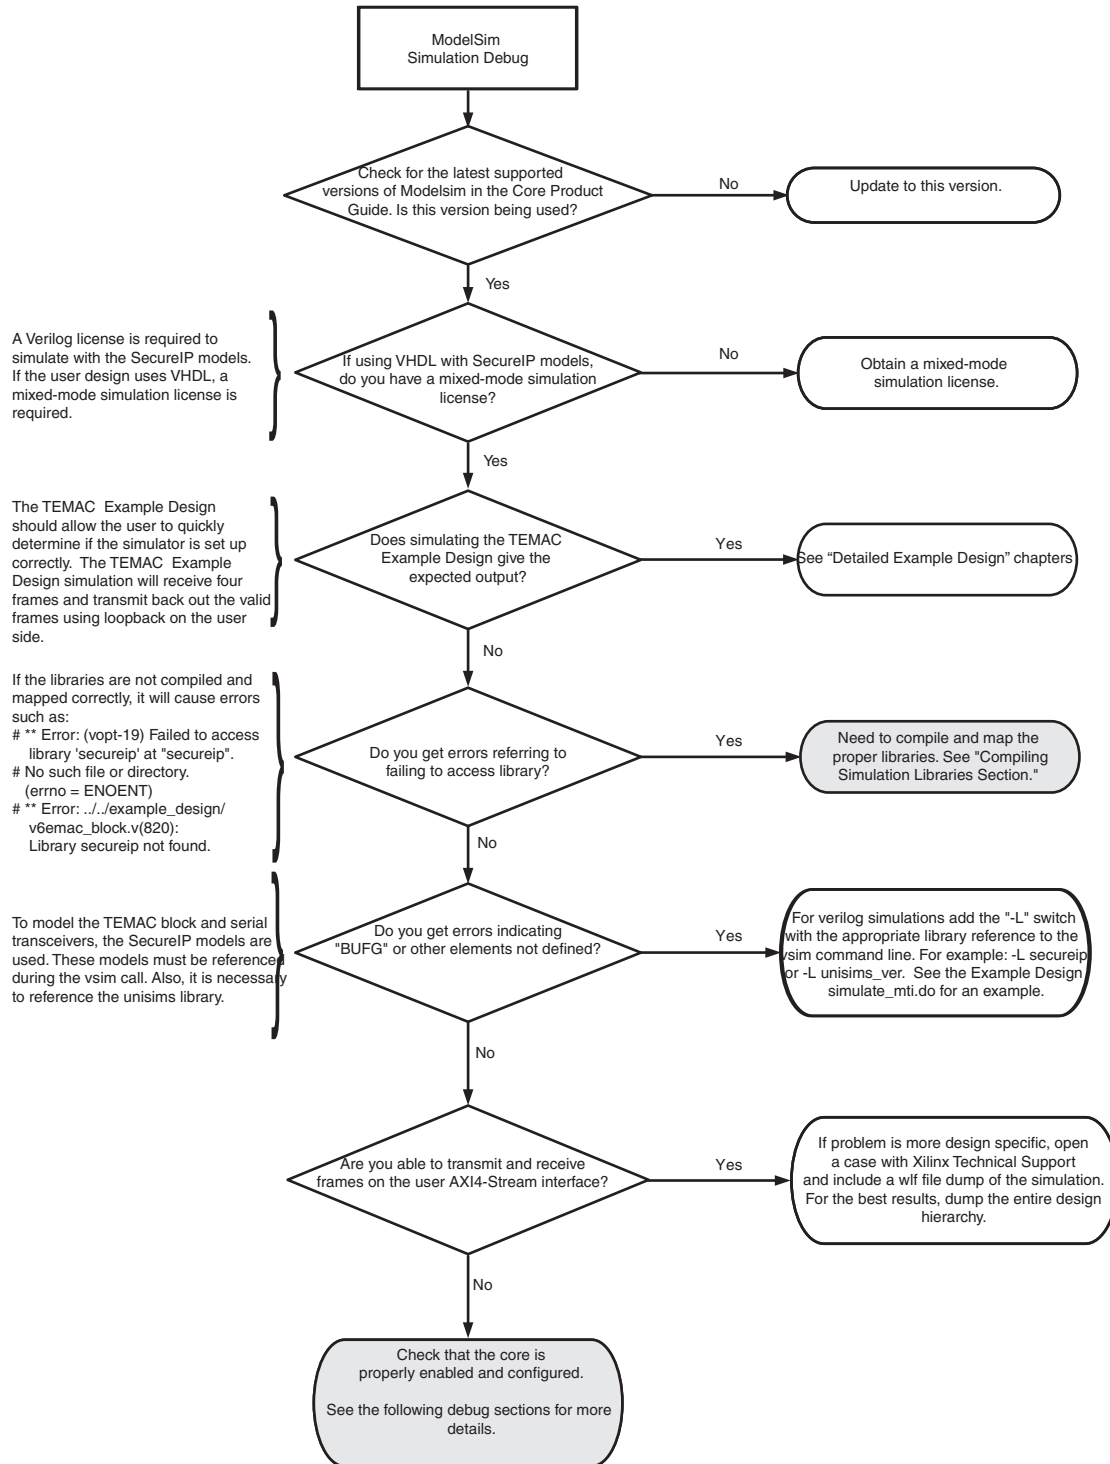 ModelSim
Simulation Debug
Check for the latest supported
versions of Modelsim in the Core Product
Guide. Is this version being used?
No
Update to this version.
Yes
A Verilog license is required to
simulate with the SecureIP models.
If the user design uses VHDL, a
mixed-mode simulation license is
required.
If using VHDL with SecureIP models,
do you have a mixed-mode simulation
license?
No
Obtain a mixed-mode
simulation license.
Yes
The TEMAC Example Design
should allow the user to quickly
determine if the simulator is set up
correctly. The TEMAC Example
Design simulation will receive four
frames and transmit back out the valid
frames using loopback on the user
side.
Does simulating the TEMAC
Example Design give the
expected output?
Yes
See “Detailed Example Design” chapters
No
If the libraries are not compiled and
mapped correctly, it will cause errors
such as:
# ** Error: (vopt-19) Failed to access
library 'secureip' at "secureip".
# No such file or directory.
(errno = ENOENT)
# ** Error: ../../example_design/
v6emac_block.v(820):
Library secureip not found.
Do you get errors referring to
failing to access library?
Yes
Need to compile and map the
proper libraries. See "Compiling
Simulation Libraries Section."
No
To model the TEMAC block and serial
transceivers, the SecureIP models are
used. These models must be referenced
during the vsim call. Also, it is necessary
to reference the unisims library.
Do you get errors indicating
"BUFG" or other elements not defined?
Yes
For verilog simulations add the "-L" switch
with the appropriate library reference to the
vsim command line. For example: -L secureip
or -L unisims_ver. See the Example Design
simulate_mti.do for an example.
No
Are you able to transmit and receive
frames on the user AXI4-Stream interface?
Yes
If problem is more design specific, open
a case with Xilinx Technical Support
and include a wlf file dump of the simulation.
For the best results, dump the entire design
hierarchy.
No
Check that the core is
properly enabled and configured.
See the following debug sections for more
details.